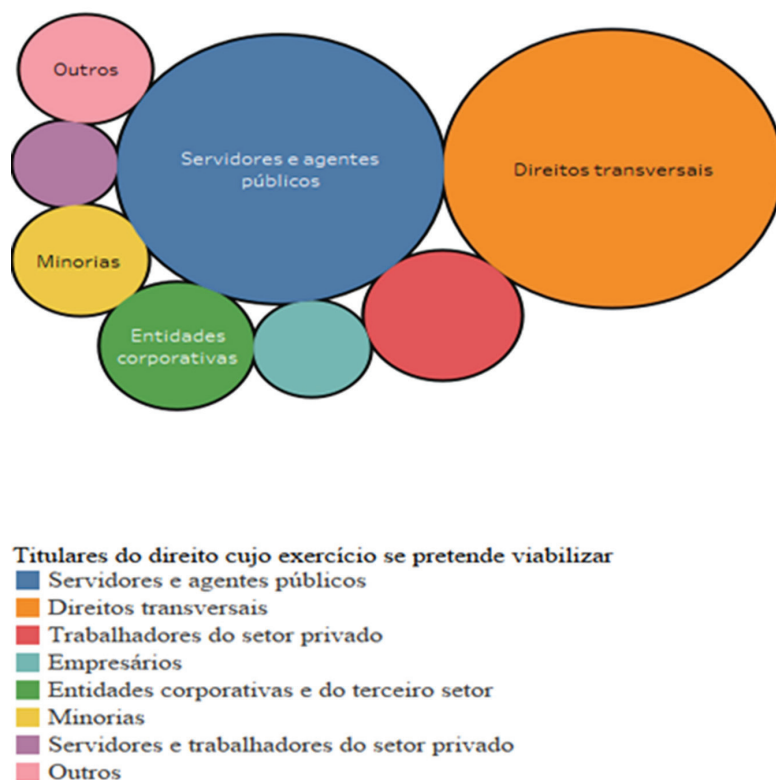 Outros
Servidores e agentes
públicos
Direitos transversais
Minorias
Entidades
corporativas
Titulares do direito cujo exercício se pretende viabilizar
Servidores e agentes públicos
Direitos transversais
Trabalhadores do setor privado
Empresários
Entidades corporativas e do terceiro setor
Minorias
Servidores e trabalhadores do setor privado
Outros